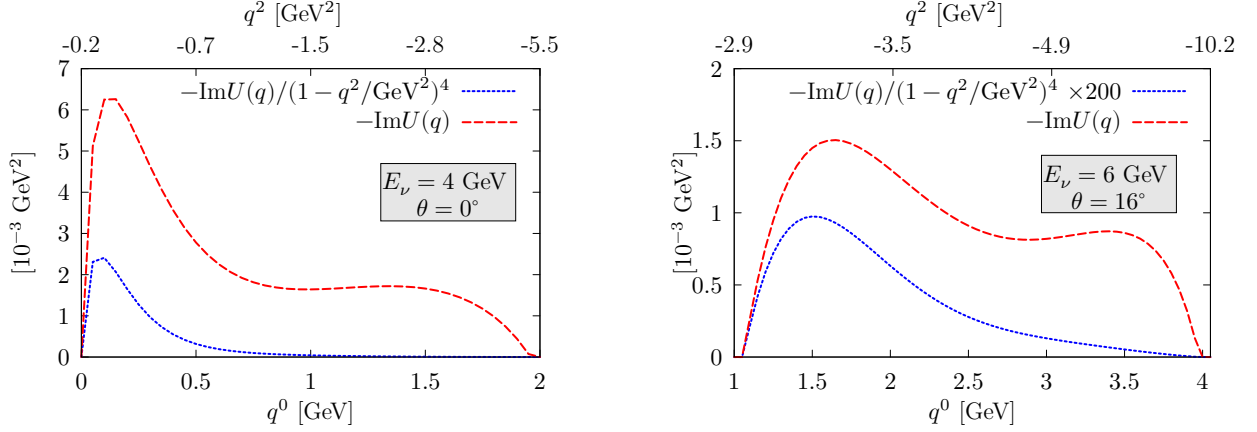 q² [GeV²]
-0.2 -0.7 -1.5 -2.8 -5.5
7
6
5
4
3
2
1
0
[10⁻³ GeV²]
−ImU(q)/(1 − q²/GeV²)⁴
−ImU(q)
E_ν = 4 GeV
θ = 0°
0 0.5 1 1.5 2
q⁰ [GeV]
q² [GeV²]
-2.9 -3.5 -4.9 -10.2
2
1.5
1
0.5
0
[10⁻³ GeV²]
−ImU(q)/(1 − q²/GeV²)⁴ ×200
−ImU(q)
E_ν = 6 GeV
θ = 16°
1 1.5 2 2.5 3 3.5 4
q⁰ [GeV]